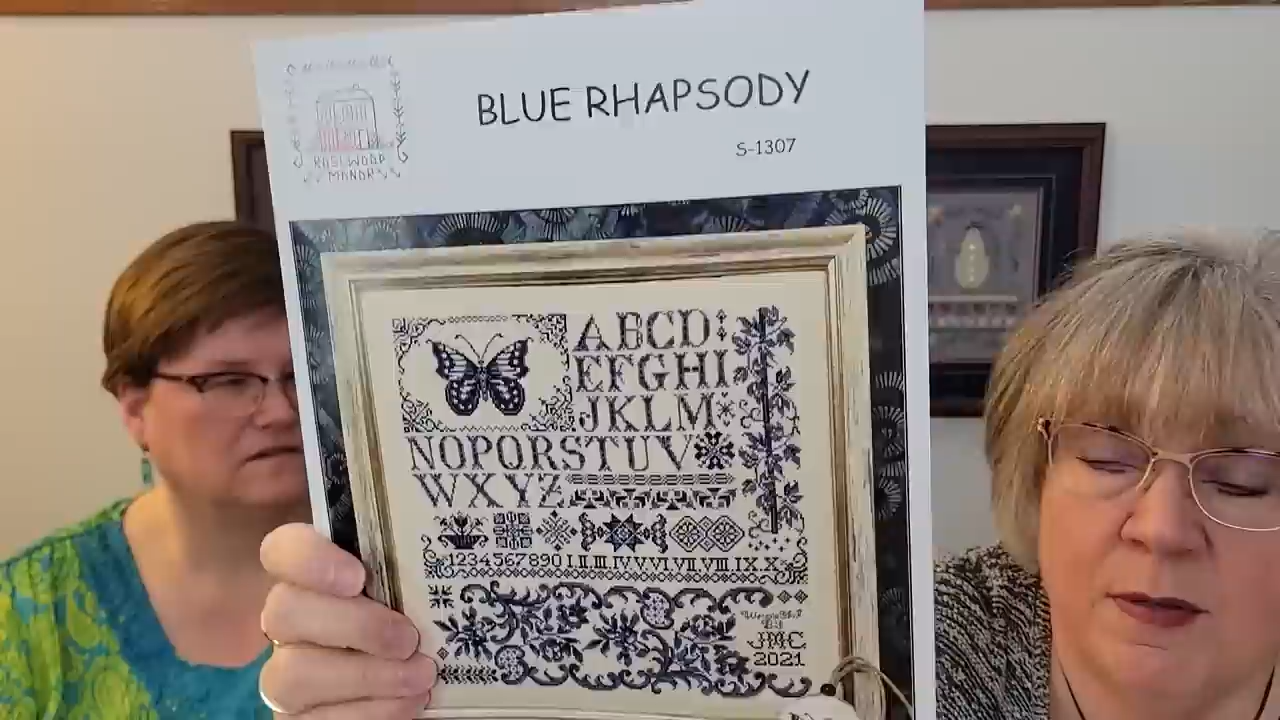 ROSEWOOD
MANOR
BLUE RHAPSODY
S-1307
ABCD
EFGHI
JKLM
NOPQRSTUV
WXYZ
1234567890 I II III IV V VI VII VIII IX X
JMC
2021